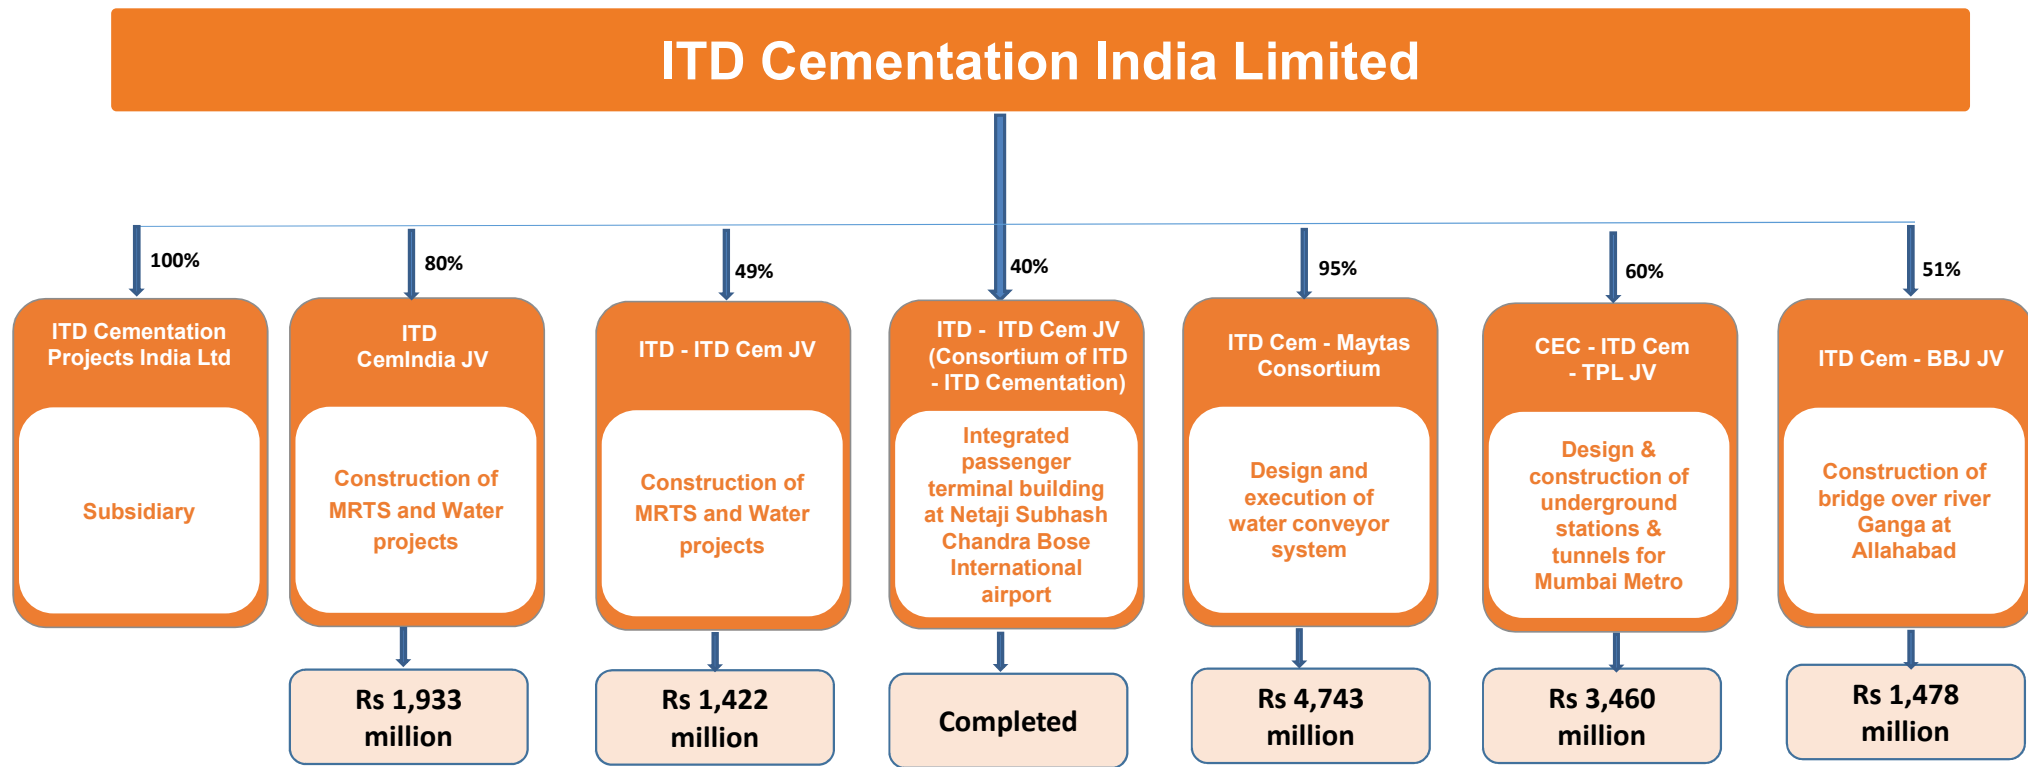 ITD Cementation India Limited
100%
80%
49%
40%
95%
60%
51%
ITD Cementation
Projects India Ltd
Subsidiary
ITD
CemIndia JV
Construction of
MRTS and Water
projects
Rs 1,933
million
ITD - ITD Cem JV
Construction of
MRTS and Water
projects
Rs 1,422
million
ITD -  ITD Cem JV
(Consortium of ITD
- ITD Cementation)
Integrated
passenger
terminal building
at Netaji Subhash
Chandra Bose
International
airport
Completed
ITD Cem - Maytas
Consortium
Design and
execution of
water conveyor
system
Rs 4,743
million
CEC - ITD Cem
- TPL JV
Design &
construction of
underground
stations &
tunnels for
Mumbai Metro
Rs 3,460
million
ITD Cem - BBJ JV
Construction of
bridge over river
Ganga at
Allahabad
Rs 1,478
million